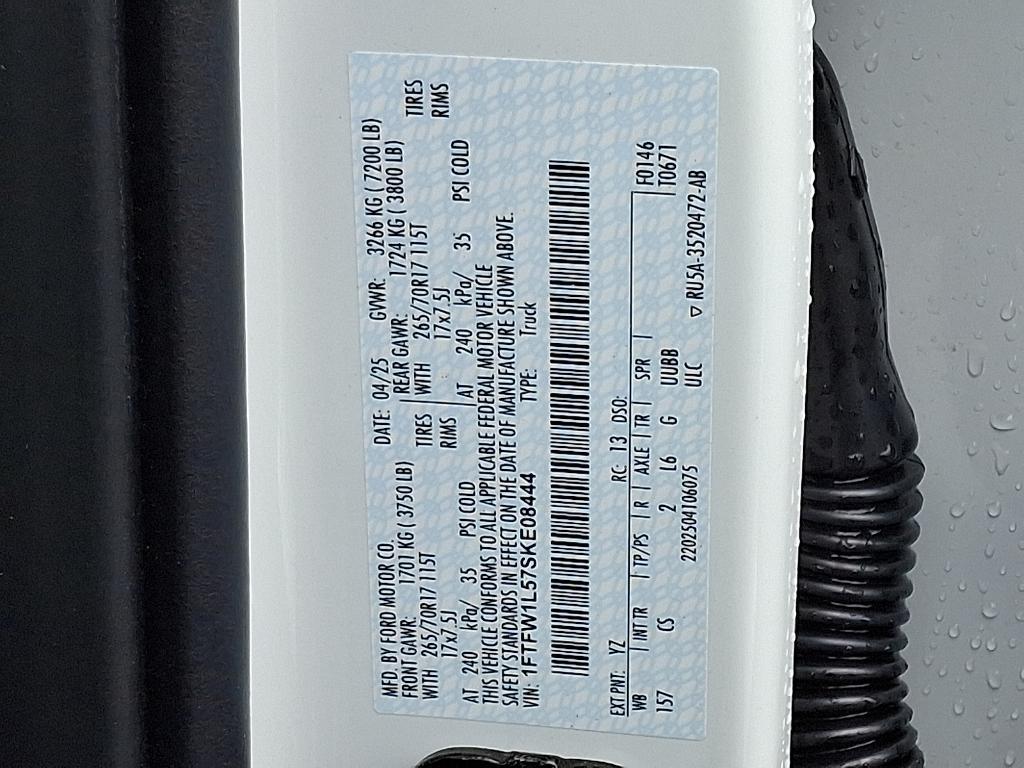 MFD. BY FORD MOTOR CO. DATE: 04/25 GVWR: 3266 KG ( 7200 LB)
FRONT GAWR: 1701 KG ( 3750 LB) REAR GAWR: 1724 KG ( 3800 LB)
WITH 265/70R17 115T TIRES WITH 265/70R17 115T TIRES
17x7.5J RIMS 17x7.5J RIMS
AT 240 kPa/ 35 PSI COLD AT 240 kPa/ 35 PSI COLD
THIS VEHICLE CONFORMS TO ALL APPLICABLE FEDERAL MOTOR VEHICLE
SAFETY STANDARDS IN EFFECT ON THE DATE OF MANUFACTURE SHOWN ABOVE.
VIN: 1FTFW1L57SKE08444 TYPE: Truck
EXT PNT: YZ RC: 13 DSO:
WB INT TR TP/PS R AXLE TR SPR F0146
157 CS 2 L6 G UUBB T0671
2202504106075 ULC
▽ RU5A-3520472-AB